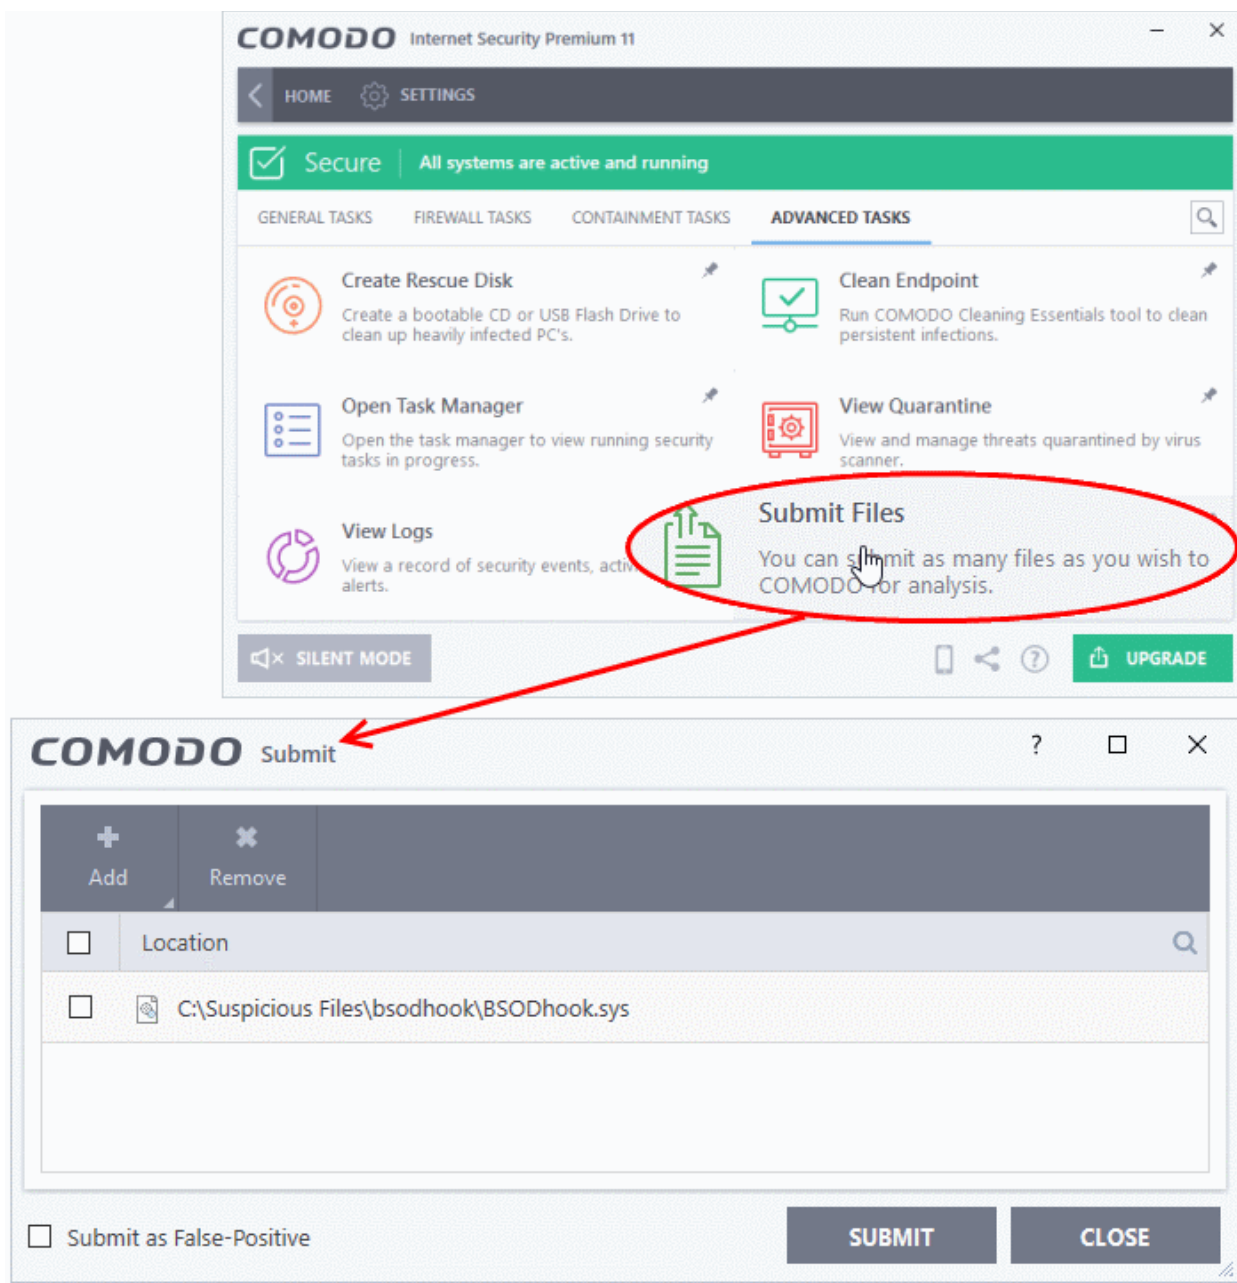 COMODO Internet Security Premium 11
HOME SETTINGS
Secure All systems are active and running
GENERAL TASKS FIREWALL TASKS CONTAINMENT TASKS ADVANCED TASKS
Create Rescue Disk
Create a bootable CD or USB Flash Drive to
clean up heavily infected PC's.
Clean Endpoint
Run COMODO Cleaning Essentials tool to clean
persistent infections.
Open Task Manager
Open the task manager to view running security
tasks in progress.
View Quarantine
View and manage threats quarantined by virus
scanner.
View Logs
View a record of security events, activ
alerts.
Submit Files
You can submit as many files as you wish to
COMODO for analysis.
SILENT MODE
UPGRADE
COMODO Submit
?
Add Remove
Location
C:\Suspicious Files\bsodhook\BSODhook.sys
Submit as False-Positive
SUBMIT CLOSE